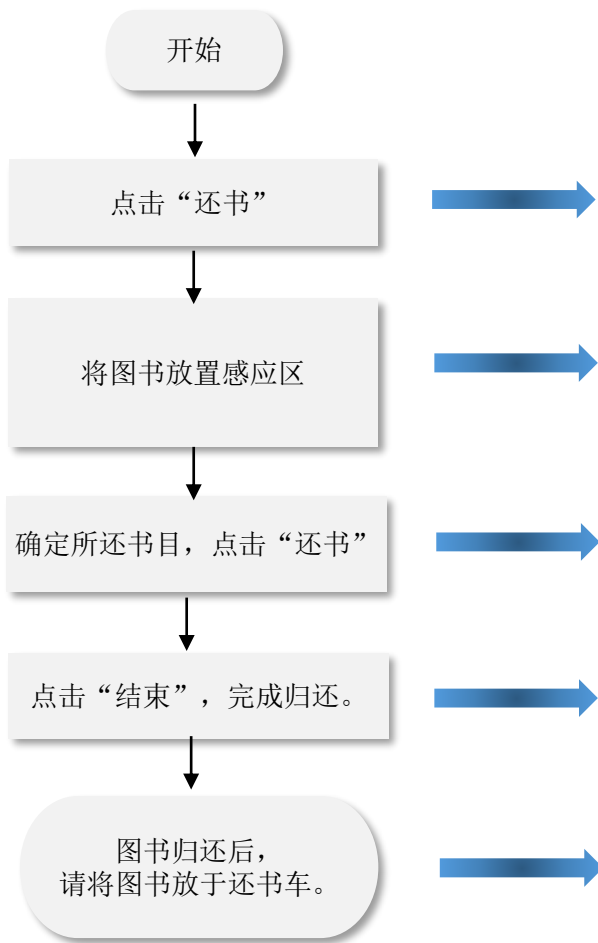 开始
点击“还书”
将图书放置感应区
确定所还书目，点击“还书”
点击“结束”，完成归还。
图书归还后，
请将图书放于还书车。